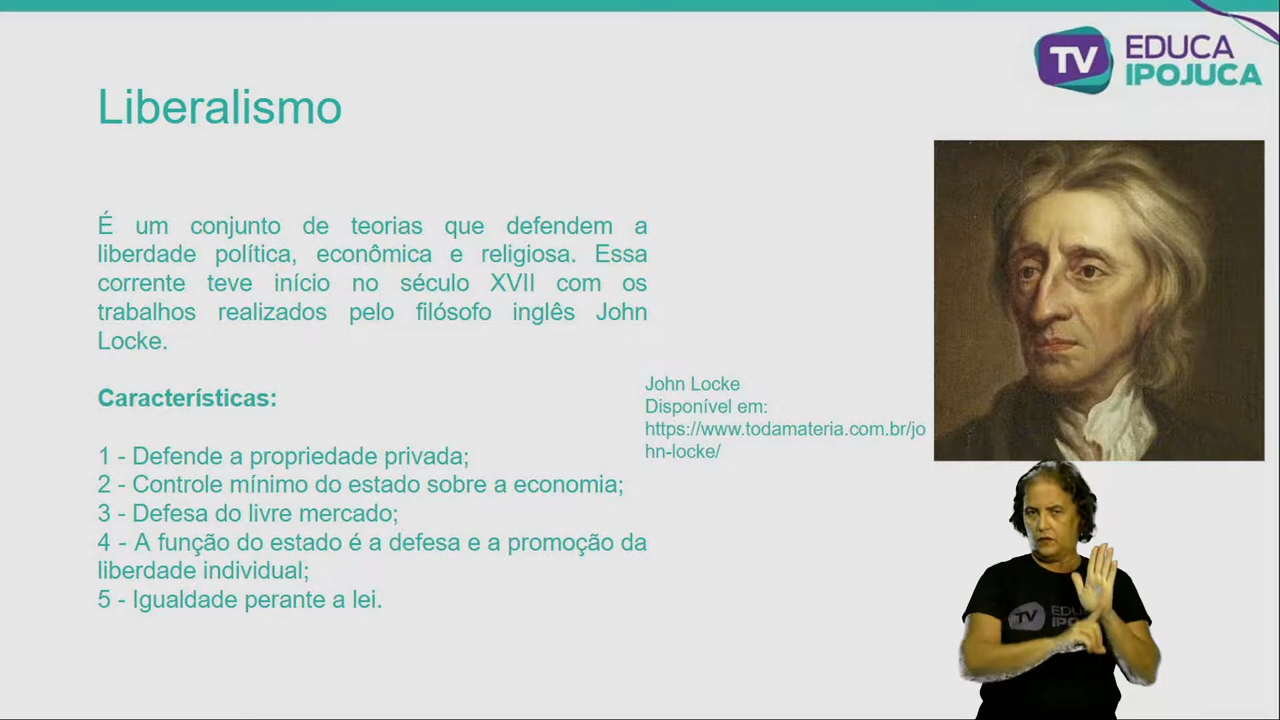 TV
EDUCA
IPOJUCA
Liberalismo
É um conjunto de teorias que defendem a
liberdade política, econômica e religiosa. Essa
corrente teve início no século XVII com os
trabalhos realizados pelo filósofo inglês John
Locke.
Características:
1 - Defende a propriedade privada;
2 - Controle mínimo do estado sobre a economia;
3 - Defesa do livre mercado;
4 - A função do estado é a defesa e a promoção da
liberdade individual;
5 - Igualdade perante a lei.
John Locke
Disponível em:
https://www.todamateria.com.br/jo
hn-locke/
TV